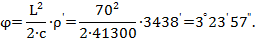 φ = L² / 2·c · ρ' = 70² / 2·41300 · 3438' = 3°23'57".